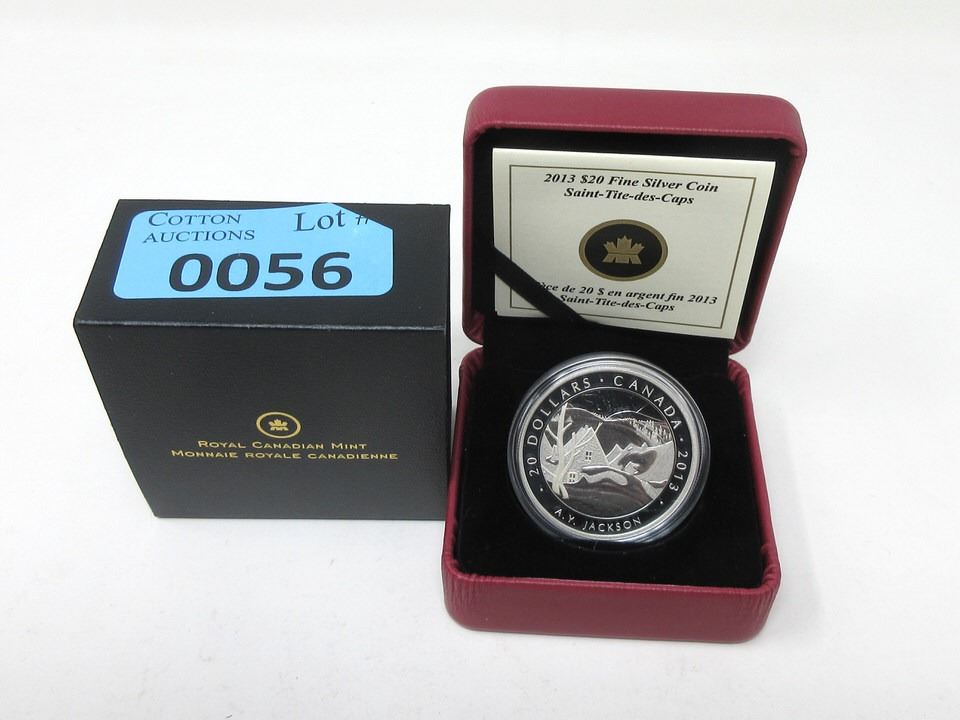 COTTON
AUCTIONS
Lot #
0056
ROYAL CANADIAN MINT
MONNAIE ROYALE CANADIENNE
2013 $20 Fine Silver Coin
Saint-Tite-des-Caps
de 20 $ en argent fin 2013
Saint-Tite-des-Caps
20 DOLLARS · CANADA · 2013
A.Y. JACKSON